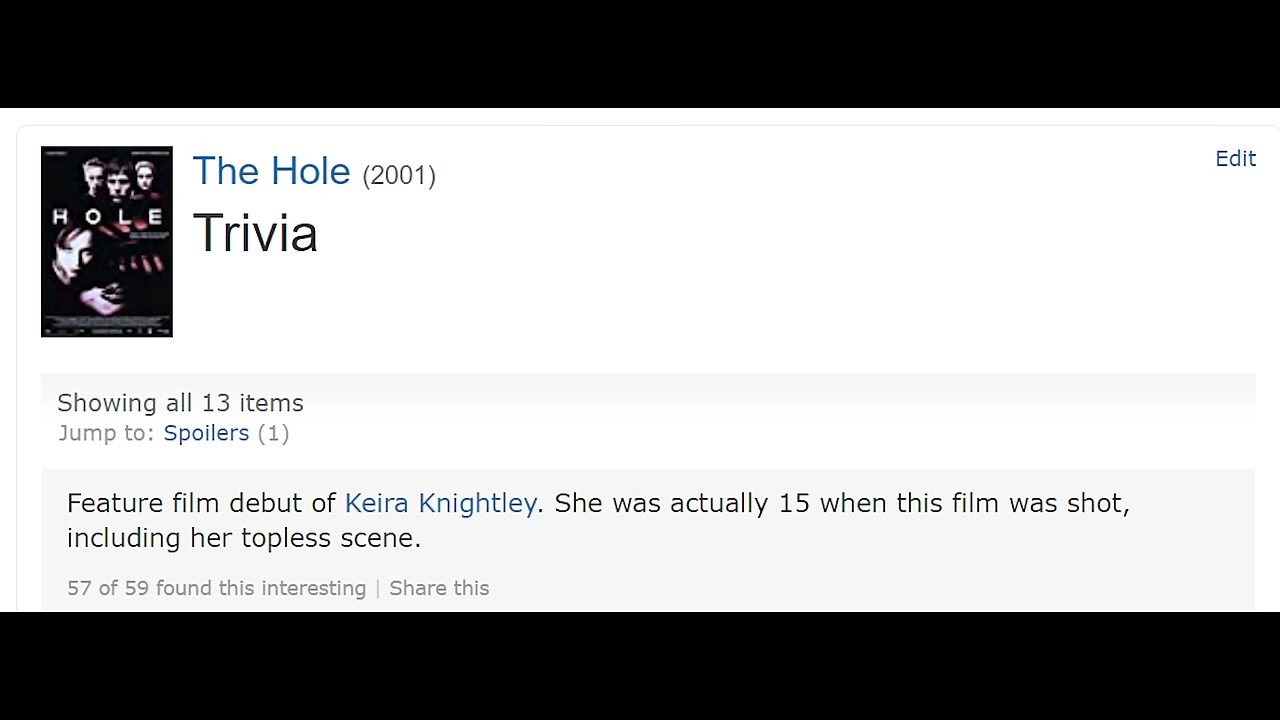 HOLE
The Hole (2001)
Edit
Trivia
Showing all 13 items
Jump to: Spoilers (1)
Feature film debut of Keira Knightley. She was actually 15 when this film was shot,
including her topless scene.
57 of 59 found this interesting | Share this